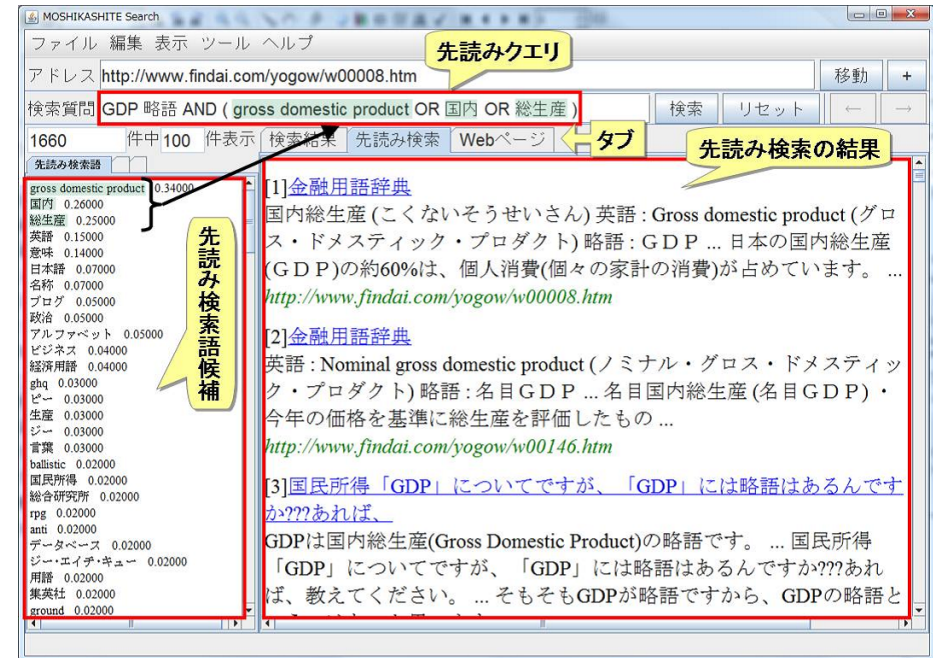 MOSHIKASHITE Search
ファイル 編集 表示 ツール ヘルプ
先読みクエリ
アドレス http://www.findai.com/yogow/w00008.htm 移動 +
検索質問 GDP 略語 AND ( gross domestic product OR 国内 OR 総生産 ) 検索 リセット ← →
1660 件中 100 件表示 検索結果 先読み検索 Webページ
タブ
先読み検索の結果
先読み検索語
gross domestic product 0.34000
国内 0.26000
総生産 0.25000
英語 0.15000
意味 0.14000
日本語 0.07000
名称 0.07000
ブログ 0.05000
政治 0.05000
アルファベット 0.05000
ビジネス 0.04000
経済用語 0.04000
ghq 0.03000
ピー 0.03000
生産 0.03000
ジー 0.03000
言葉 0.03000
ballistic 0.02000
国民所得 0.02000
総合研究所 0.02000
rpg 0.02000
anti 0.02000
データベース 0.02000
ジー・エイチ・キュー 0.02000
用語 0.02000
集英社 0.02000
ground 0.02000
先読み検索語候補
[1]金融用語辞典
国内総生産 (こくないそうせいさん) 英語 : Gross domestic product (グロ
ス・ドメスティック・プロダクト) 略語 : ＧＤＰ ... 日本の国内総生産
(ＧＤＰ)の約60%は、個人消費(個々の家計の消費)が占めています。 ...
http://www.findai.com/yogow/w00008.htm
[2]金融用語辞典
英語 : Nominal gross domestic product (ノミナル・グロス・ドメスティッ
ク・プロダクト) 略語 : 名目ＧＤＰ ... 名目国内総生産 (名目ＧＤＰ)・
今年の価格を基準に総生産を評価したもの ...
http://www.findai.com/yogow/w00146.htm
[3]国民所得「GDP」についてですが、「GDP」には略語はあるんです
か???あれば、
GDPは国内総生産(Gross Domestic Product)の略語です。 ... 国民所得
「GDP」についてですが、「GDP」には略語はあるんですか???あれ
ば、教えてください。 ... そもそもGDPが略語ですから、GDPの略語と